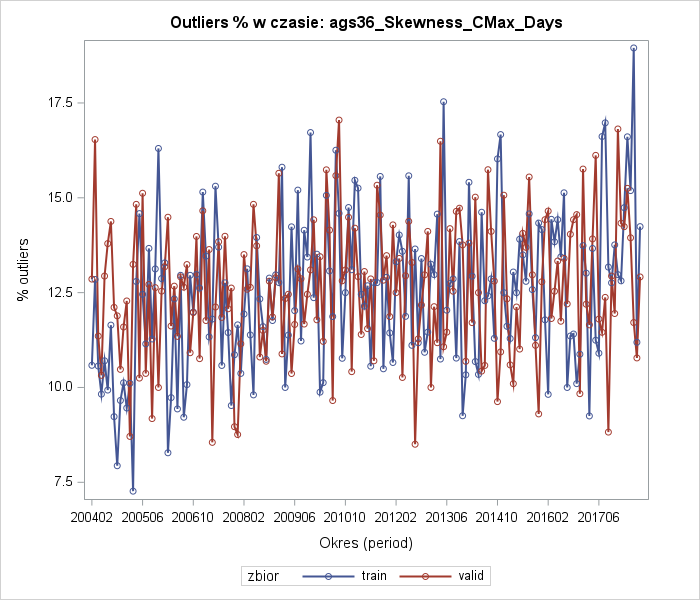 Outliers % w czasie: ags36_Skewness_CMax_Days
% outliers
17.5
15.0
12.5
10.0
7.5
200402 200506 200610 200802 200906 201010 201202 201306 201410 201602 201706
Okres (period)
zbior train valid